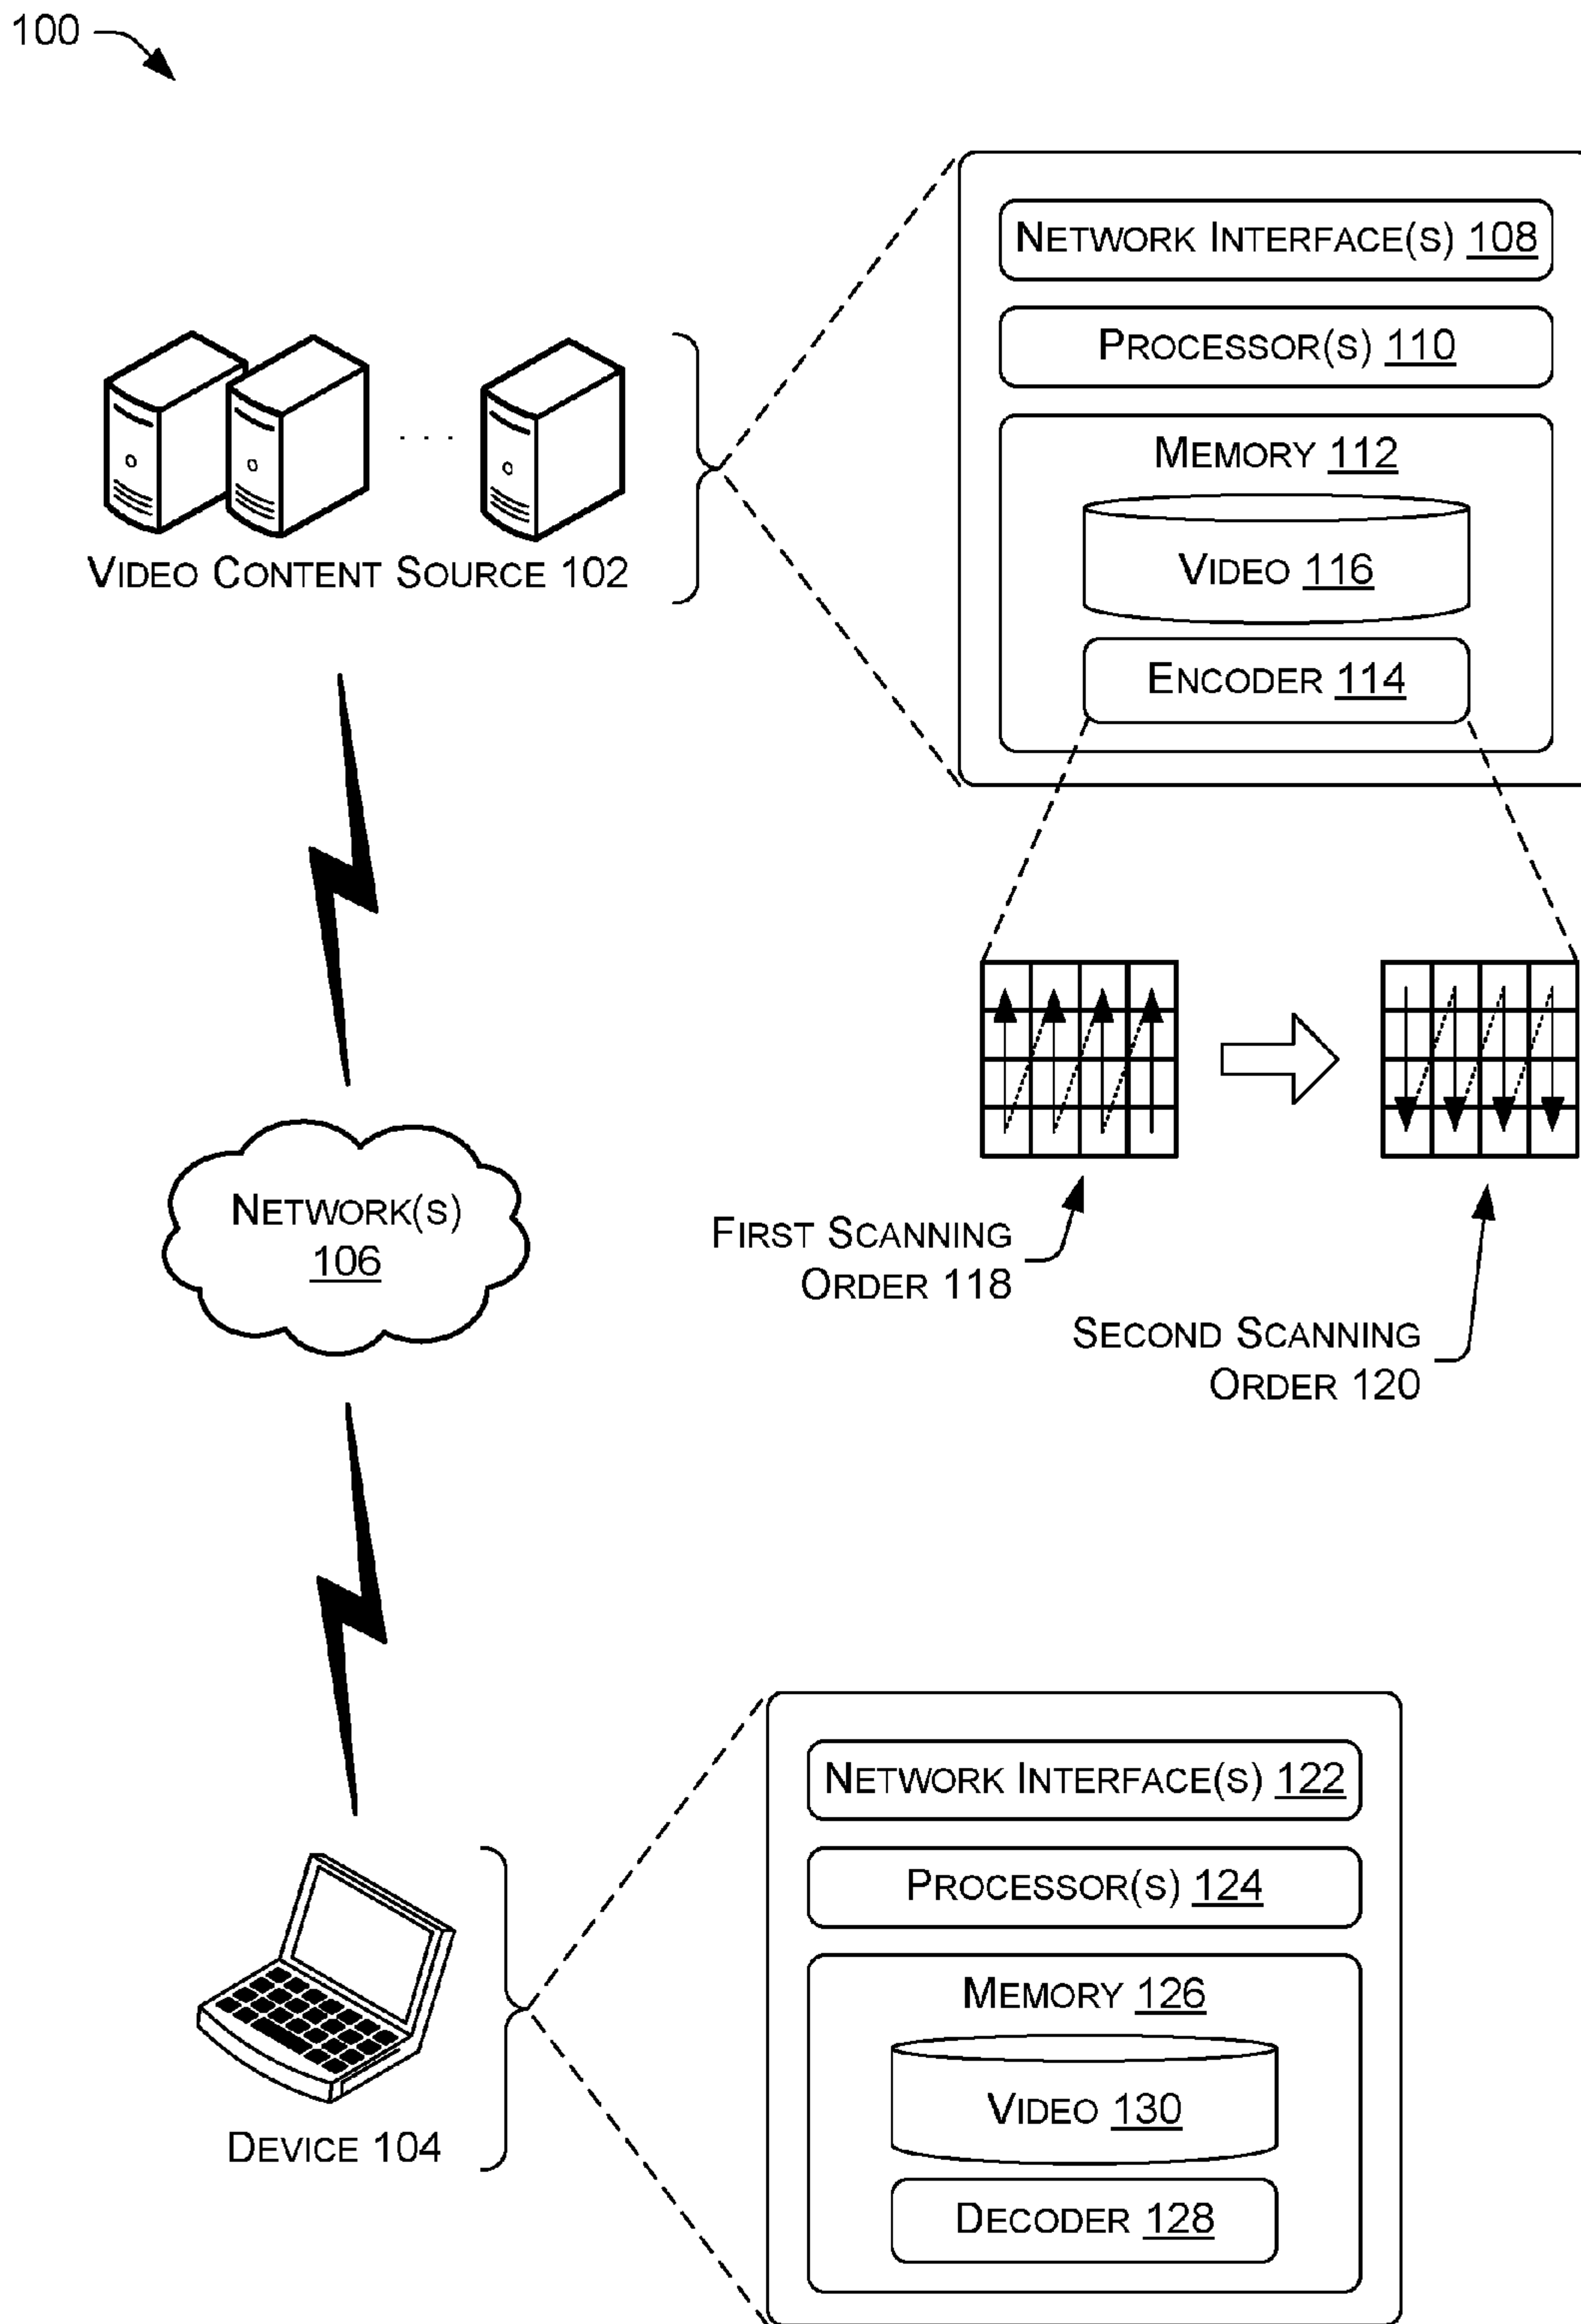 100
NETWORK INTERFACE(S) 108
PROCESSOR(S) 110
MEMORY 112
VIDEO 116
ENCODER 114
VIDEO CONTENT SOURCE 102
NETWORK(S)
106
FIRST SCANNING
ORDER 118
SECOND SCANNING
ORDER 120
NETWORK INTERFACE(S) 122
PROCESSOR(S) 124
MEMORY 126
VIDEO 130
DECODER 128
DEVICE 104